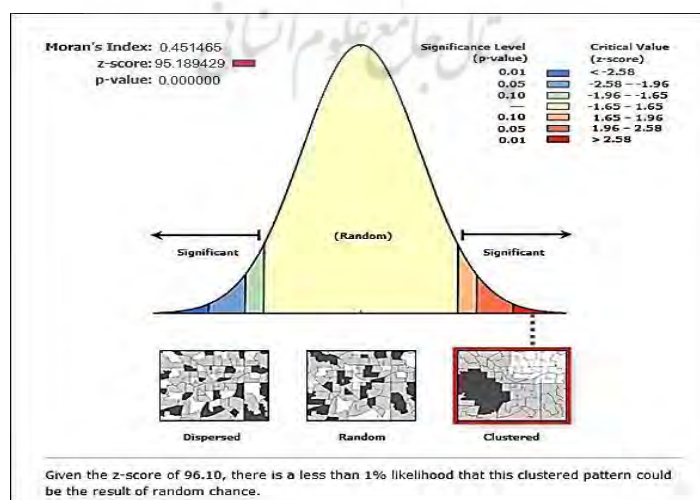 پرتال جامع علوم انسانی
Moran's Index: 0.451465
z-score: 95.189429
p-value: 0.000000
Significance Level (p-value)
Critical Value (z-score)
0.01 < -2.58
0.05 -2.58 - -1.96
0.10 -1.96 - -1.65
— -1.65 - 1.65
0.10 1.65 - 1.96
0.05 1.96 - 2.58
0.01 > 2.58
Significant
(Random)
Significant
Dispersed
Random
Clustered
Given the z-score of 96.10, there is a less than 1% likelihood that this clustered pattern could
be the result of random chance.